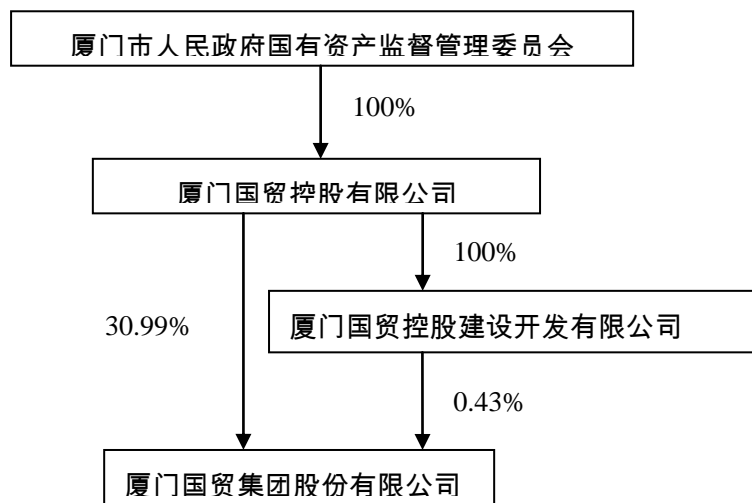 厦门市人民政府国有资产监督管理委员会
100%
厦门国贸控股有限公司
100%
厦门国贸控股建设开发有限公司
30.99%
0.43%
厦门国贸集团股份有限公司